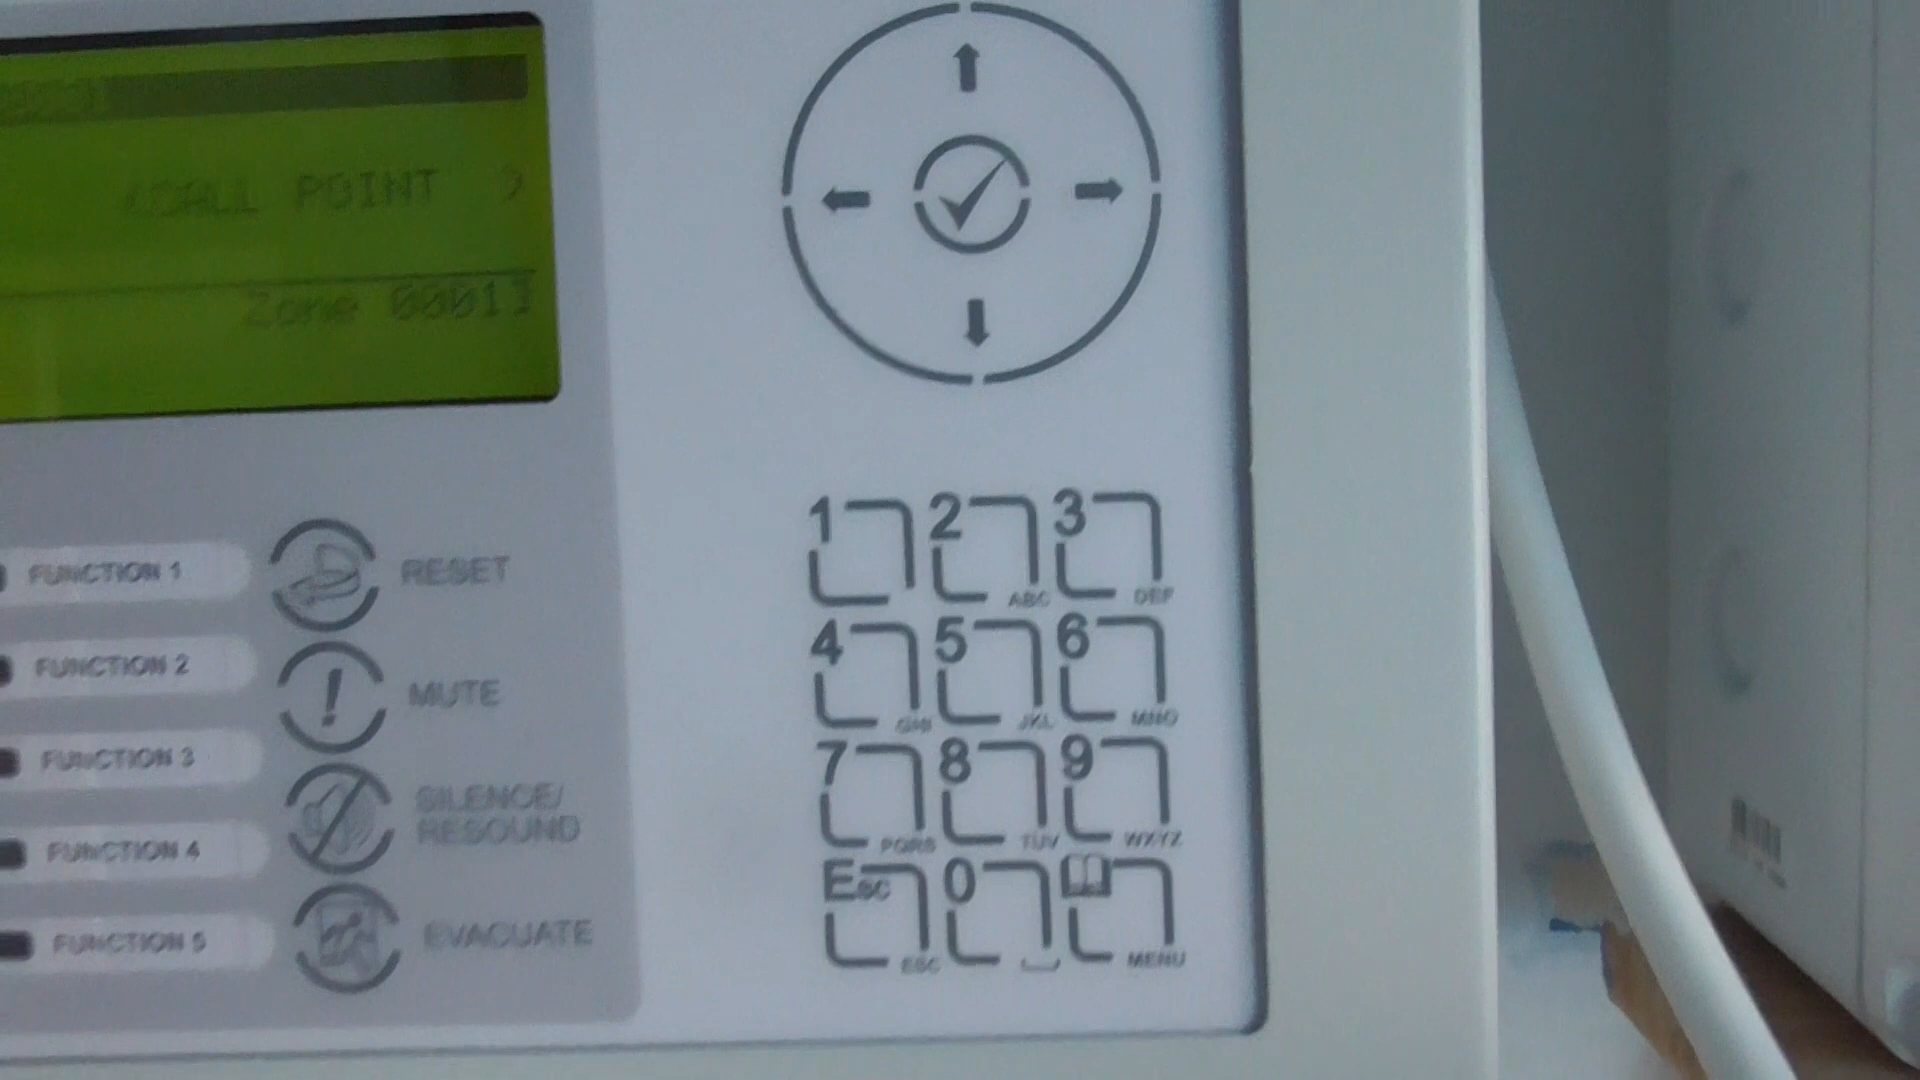 CALL POINT >
Zone 00013
FUNCTION 1
FUNCTION 2
FUNCTION 3
FUNCTION 4
FUNCTION 5
RESET
MUTE
SILENCE/
RESOUND
EVACUATE
1 2 ABC 3 DEF
4 GHI 5 JKL 6 MNO
7 PQRS 8 TUV 9 WXYZ
Esc ESC 0 MENU